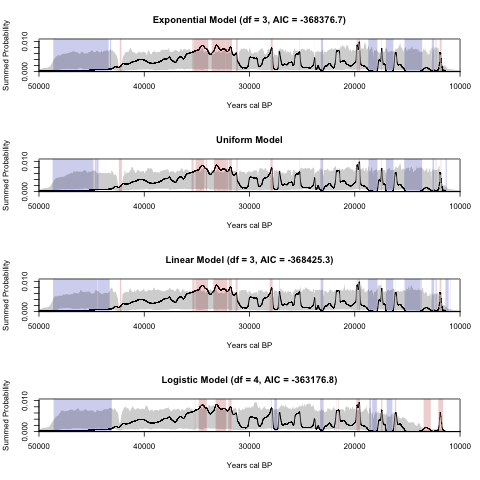 Exponential Model (df = 3, AIC = -368376.7)
Summed Probability
0.000 0.010
50000 40000 30000 20000 10000
Years cal BP
Uniform Model
Summed Probability
0.000 0.010
50000 40000 30000 20000 10000
Years cal BP
Linear Model (df = 3, AIC = -368425.3)
Summed Probability
0.000 0.010
50000 40000 30000 20000 10000
Years cal BP
Logistic Model (df = 4, AIC = -363176.8)
Summed Probability
0.000 0.010
50000 40000 30000 20000 10000
Years cal BP